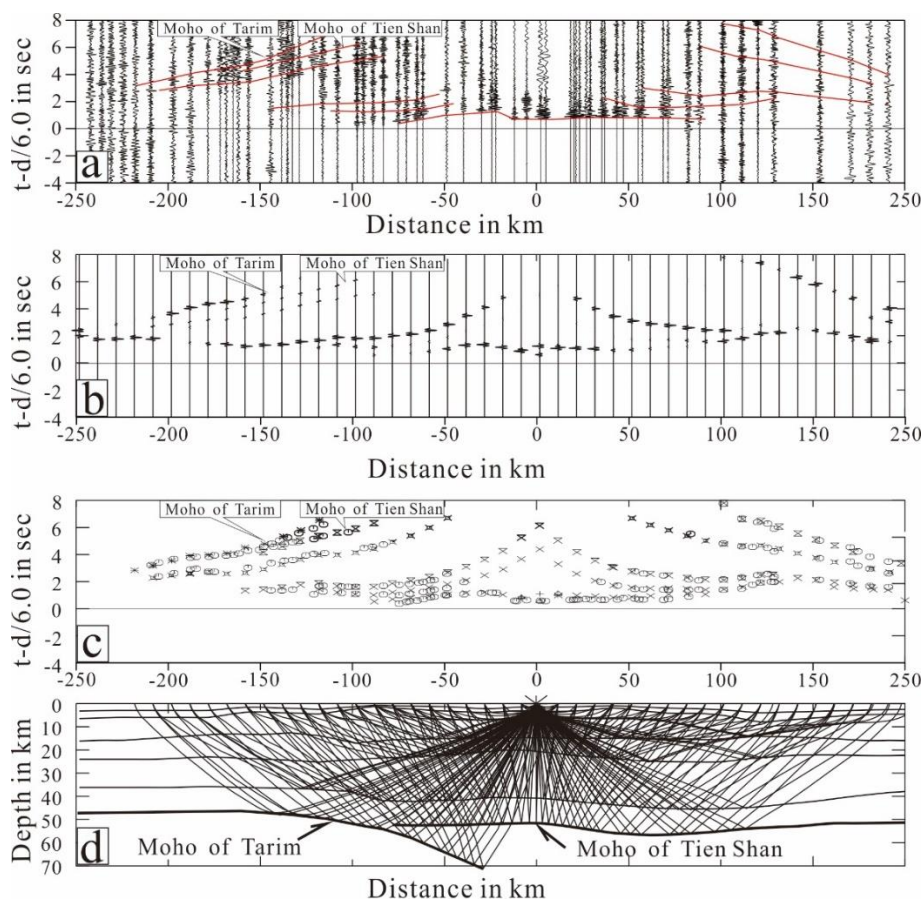 8
6
4
2
0
-2
-4
t-d/6.0 in sec
Moho of Tarim
Moho of Tien Shan
a
-250 -200 -150 -100 -50 0 50 100 150 200 250
Distance in km
8
6
4
2
0
-2
-4
t-d/6.0 in sec
Moho of Tarim
Moho of Tien Shan
b
-250 -200 -150 -100 -50 0 50 100 150 200 250
Distance in km
8
6
4
2
0
-2
-4
t-d/6.0 in sec
Moho of Tarim
Moho of Tien Shan
c
-250 -200 -150 -100 -50 0 50 100 150 200 250
0
10
20
30
40
50
60
70
Depth in km
d
Moho of Tarim
Moho of Tien Shan
Distance in km